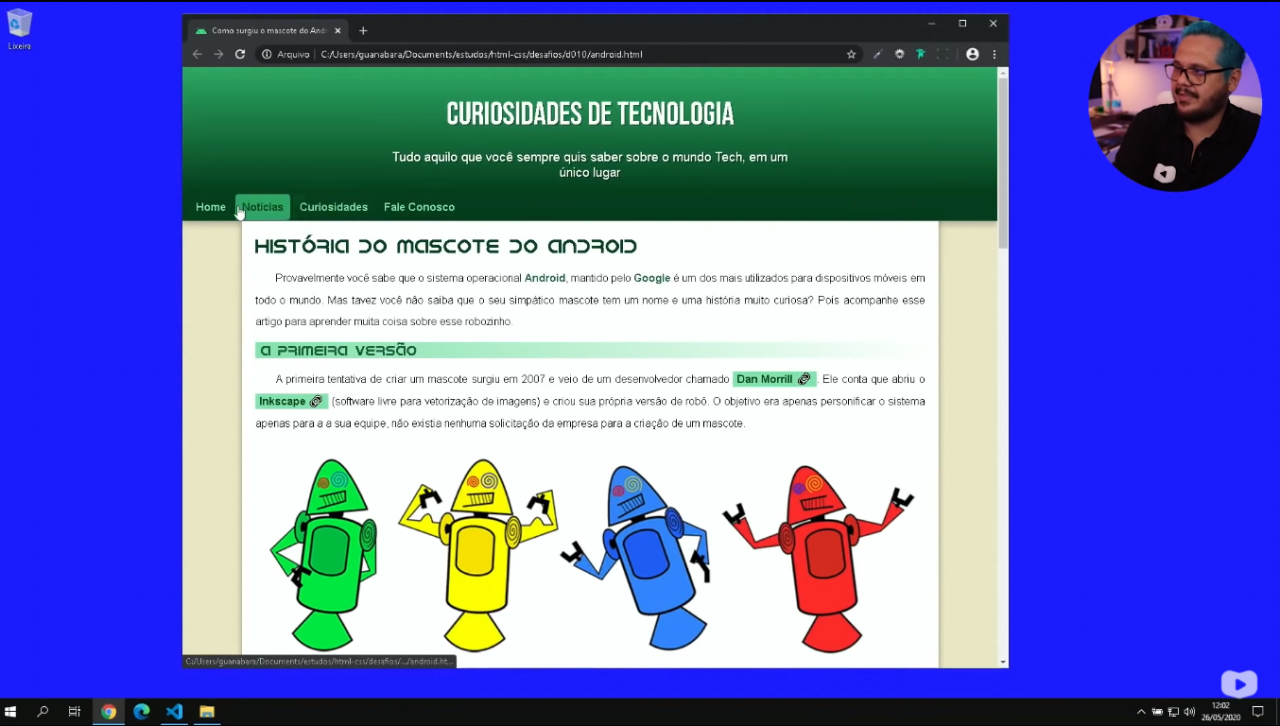 Lixeira
Como surgiu o mascote do And
Arquivo
C:/Users/guanabara/Documents/estudos/html-css/desafios/d010/android.html
CURIOSIDADES DE TECNOLOGIA
Tudo aquilo que você sempre quis saber sobre o mundo Tech, em um
único lugar
Home Notícias Curiosidades Fale Conosco
HISTÓRIA DO MASCOTE DO ANDROID
Provavelmente você sabe que o sistema operacional Android, mantido pelo Google é um dos mais utilizados para dispositivos móveis em
todo o mundo. Mas tavez você não saiba que o seu simpático mascote tem um nome e uma história muito curiosa? Pois acompanhe esse
artigo para aprender muita coisa sobre esse robozinho.
A PRIMEIRA VERSÃO
A primeira tentativa de criar um mascote surgiu em 2007 e veio de um desenvolvedor chamado Dan Morrill . Ele conta que abriu o
Inkscape (software livre para vetorização de imagens) e criou sua própria versão de robô. O objetivo era apenas personificar o sistema
apenas para a a sua equipe, não existia nenhuma solicitação da empresa para a criação de um mascote.
C:/Users/guanabara/Documents/estudos/html-css/desafios/.../android.ht...
12:02
26/05/2020